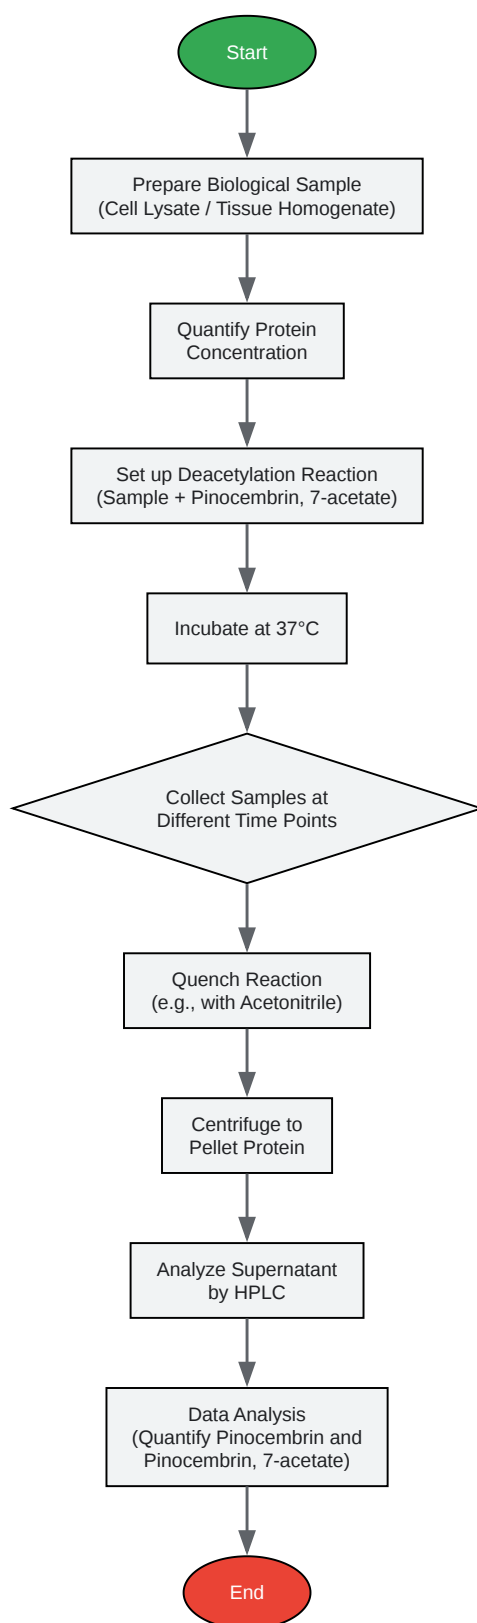 Start
Prepare Biological Sample
(Cell Lysate / Tissue Homogenate)
Quantify Protein
Concentration
Set up Deacetylation Reaction
(Sample + Pinocembrin, 7-acetate)
Incubate at 37°C
Collect Samples at
Different Time Points
Quench Reaction
(e.g., with Acetonitrile)
Centrifuge to
Pellet Protein
Analyze Supernatant
by HPLC
Data Analysis
(Quantify Pinocembrin and
Pinocembrin, 7-acetate)
End